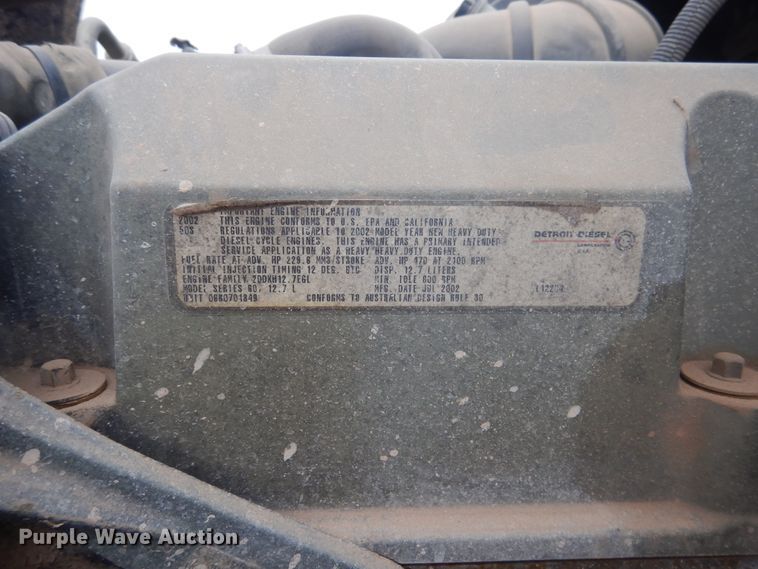 IMPORTANT ENGINE INFORMATION
2002 THIS ENGINE CONFORMS TO U.S. EPA AND CALIFORNIA
50S REGULATIONS APPLICABLE TO 2002 MODEL YEAR NEW HEAVY DUTY
DIESEL CYCLE ENGINES. THIS ENGINE HAS A PRIMARY INTENDED
SERVICE APPLICATION AS A HEAVY HEAVY DUTY ENGINE.
FUEL RATE AT ADV. HP 229.6 MM3/STROKE ADV. HP 470 AT 2100 RPM
INITIAL INJECTION TIMING 12 DEG. BTC DISP. 12.7 LITERS
ENGINE FAMILY 2DDXH12.7EGL MIN. IDLE 600 RPM
MODEL SERIES 60, 12.7 L MFG. DATE JUL 2002
UNIT 06R0701849 CONFORMS TO AUSTRALIAN DESIGN RULE 30
DETROIT DIESEL
CORPORATION
Purple Wave Auction®